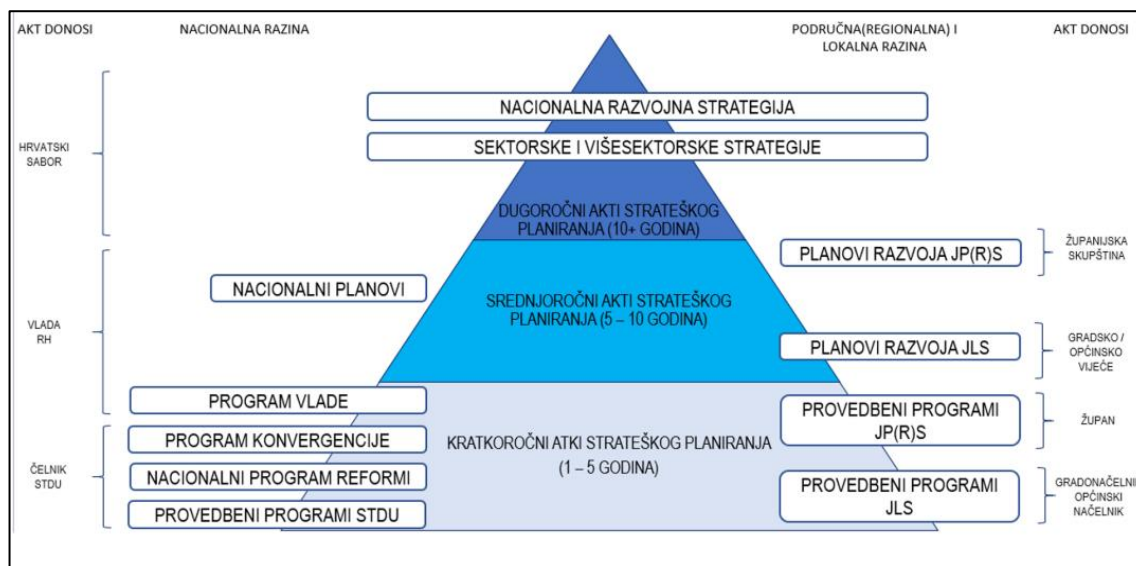 AKT DONOSI
NACIONALNA RAZINA
PODRUČNA(REGIONALNA) I
LOKALNA RAZINA
AKT DONOSI
NACIONALNA RAZVOJNA STRATEGIJA
SEKTORSKE I VIŠESEKTORSKE STRATEGIJE
HRVATSKI
SABOR
DUGOROČNI AKTI STRATEŠKOG
PLANIRANJA (10+ GODINA)
PLANOVI RAZVOJA JP(R)S
ŽUPANIJSKA
SKUPŠTINA
NACIONALNI PLANOVI
SREDNJOROČNI AKTI STRATEŠKOG
PLANIRANJA (5 – 10 GODINA)
VLADA
RH
PLANOVI RAZVOJA JLS
GRADSKO /
OPĆINSKO
VIJEĆE
PROGRAM VLADE
PROVEDBENI PROGRAMI
JP(R)S
ŽUPAN
PROGRAM KONVERGENCIJE
KRATKOROČNI ATKI STRATEŠKOG PLANIRANJA
(1 – 5 GODINA)
ČELNIK
STDU
NACIONALNI PROGRAM REFORMI
PROVEDBENI PROGRAMI
JLS
GRADONAČELNIK
OPĆINSKI
NAČELNIK
PROVEDBENI PROGRAMI STDU